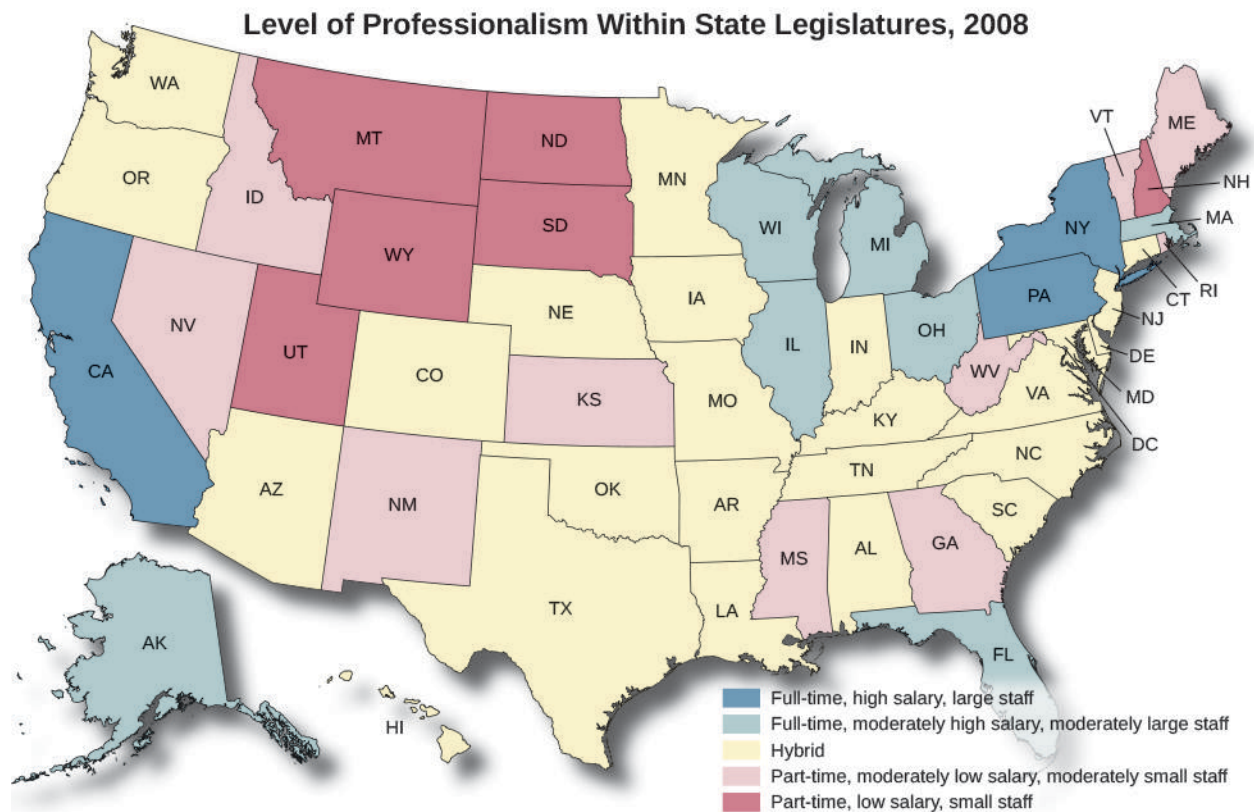 Level of Professionalism Within State Legislatures, 2008
WA
MT
ND
MN
VT
ME
OR
ID
SD
WI
MI
NY
NH
MA
WY
IA
PA
CT
RI
NV
NE
NJ
CA
UT
CO
IL
IN
OH
DE
WV
MD
KS
MO
KY
VA
DC
AZ
NM
OK
AR
TN
NC
SC
MS
AL
GA
TX
LA
AK
FL
HI
Full-time, high salary, large staff
Full-time, moderately high salary, moderately large staff
Hybrid
Part-time, moderately low salary, moderately small staff
Part-time, low salary, small staff